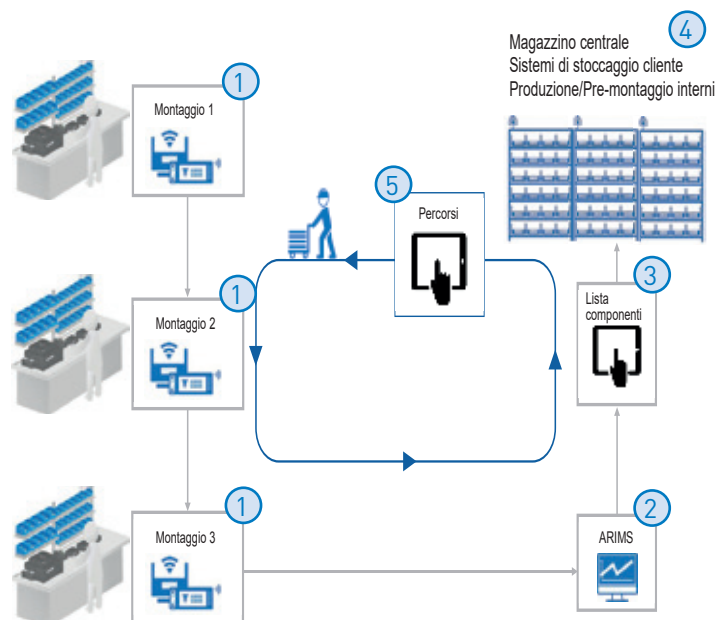 4
Magazzino centrale
Sistemi di stoccaggio cliente
Produzione/Pre-montaggio interni
1
Montaggio 1
5
Percorsi
3
Lista
componenti
1
Montaggio 2
1
Montaggio 3
2
ARIMS